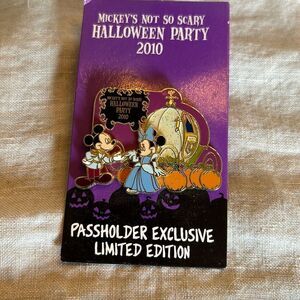 MICKEY'S NOT SO SCARY
HALLOWEEN PARTY
2010
MICKEY'S NOT SO SCARY
HALLOWEEN
PARTY
2010
PASSHOLDER EXCLUSIVE
LIMITED EDITION